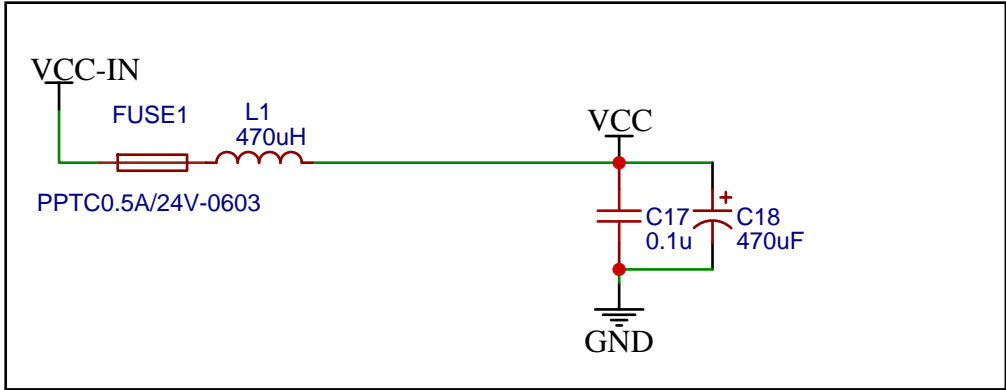 VCC-IN
FUSE1
L1
470uH
PPTC0.5A/24V-0603
VCC
+
C17
0.1u
C18
470uF
GND